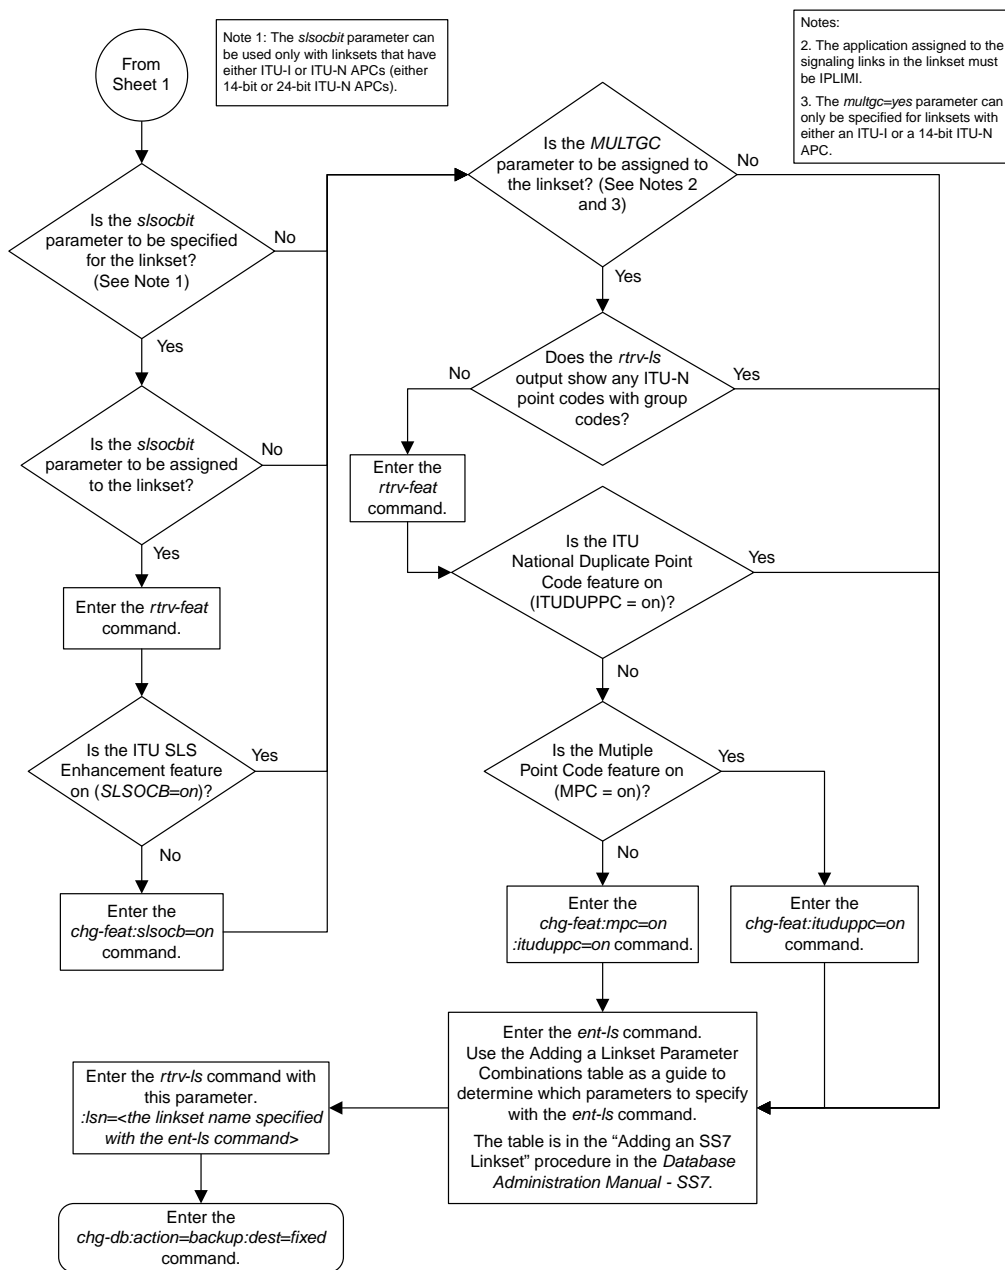 From
Sheet 1
Note 1: The slsocbit parameter can
be used only with linksets that have
either ITU-I or ITU-N APCs (either
14-bit or 24-bit ITU-N APCs).
Notes:
2. The application assigned to the
signaling links in the linkset must
be IPLIMI.
3. The multgc=yes parameter can
only be specified for linksets with
either an ITU-I or a 14-bit ITU-N
APC.
Is the slsocbit
parameter to be specified
for the linkset?
(See Note 1)
No
Yes
Is the slsocbit
parameter to be assigned
to the linkset?
No
Yes
Enter the rtrv-feat
command.
Is the ITU SLS
Enhancement feature
on (SLSOCB=on)?
Yes
No
Enter the
chg-feat:slsocb=on
command.
Is the MULTGC
parameter to be assigned to
the linkset? (See Notes 2
and 3)
No
Yes
Does the rtrv-ls
output show any ITU-N
point codes with group
codes?
No
Yes
Enter the
rtrv-feat
command.
Is the ITU
National Duplicate Point
Code feature on
(ITUDUPPC = on)?
Yes
No
Is the Mutiple
Point Code feature on
(MPC = on)?
Yes
No
Enter the
chg-feat:mpc=on
:ituduppc=on command.
Enter the
chg-feat:ituduppc=on
command.
Enter the ent-ls command.
Use the Adding a Linkset Parameter
Combinations table as a guide to
determine which parameters to specify
with the ent-ls command.
The table is in the “Adding an SS7
Linkset” procedure in the Database
Administration Manual - SS7.
Enter the rtrv-ls command with
this parameter.
:lsn=<the linkset name specified
with the ent-ls command>
Enter the
chg-db:action=backup:dest=fixed
command.